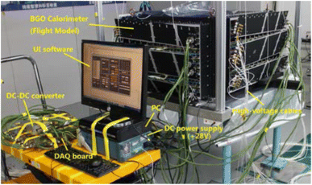 BGO Calorimeter
(Flight Model)
UI software
DC-DC converter
PC
High-voltage cables
DC power supply
(+28V)
DAQ board